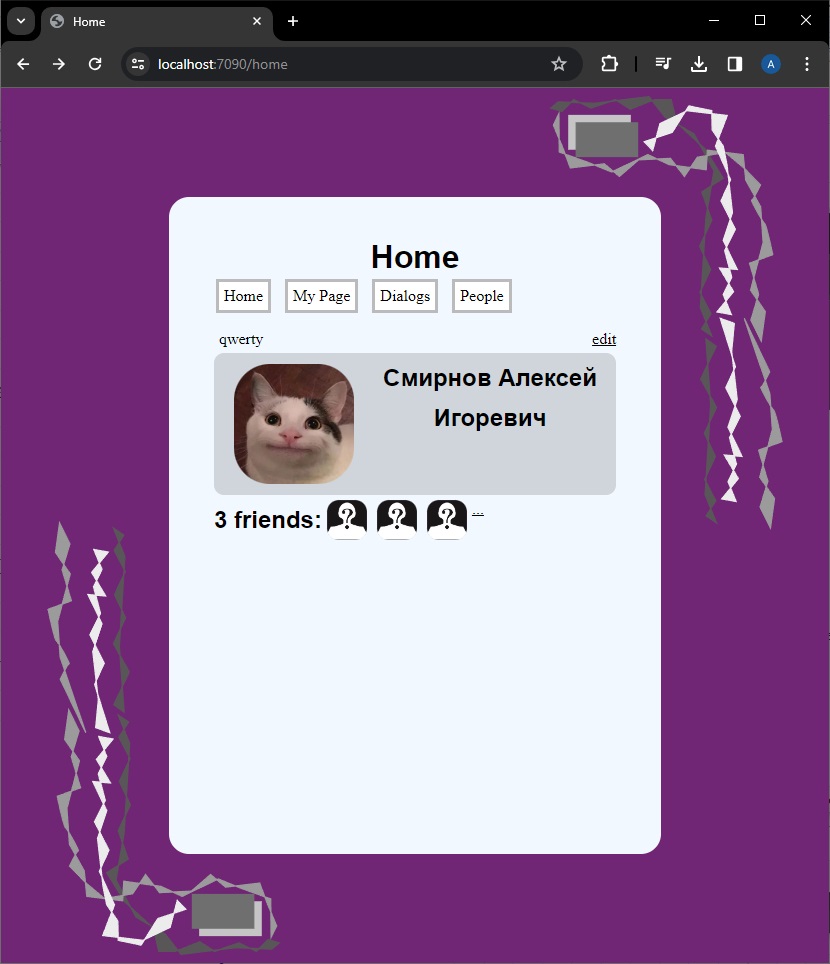 Home
localhost:7090/home
A
Home
Home My Page Dialogs People
qwerty edit
Смирнов Алексей
Игоревич
3 friends: ? ? ? ...